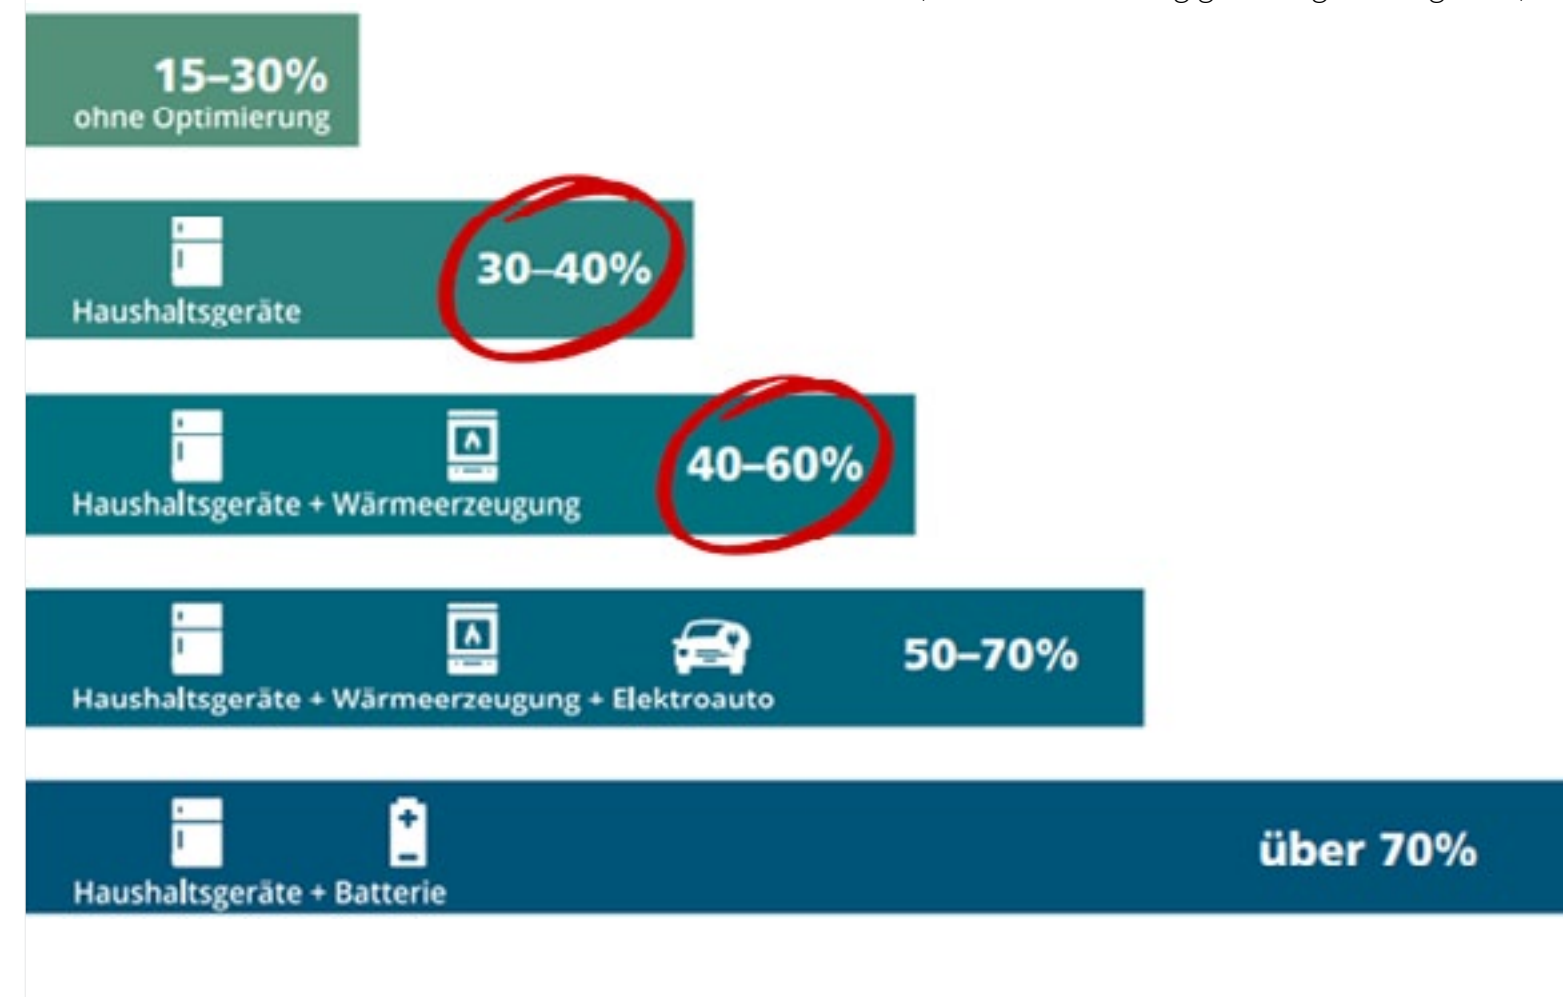 15–30%
ohne Optimierung
30–40%
Haushaltsgeräte
40–60%
Haushaltsgeräte + Wärmeerzeugung
50–70%
Haushaltsgeräte + Wärmeerzeugung + Elektroauto
über 70%
Haushaltsgeräte + Batterie